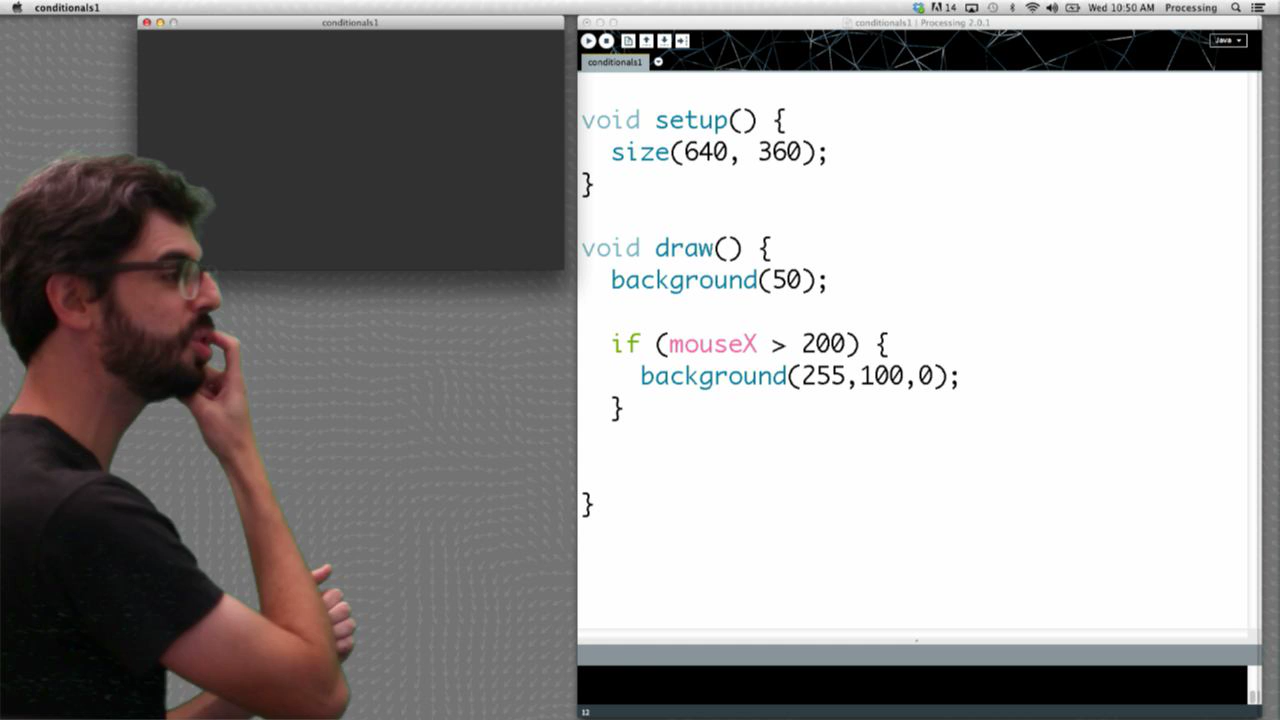 conditionals1
14
Wed 10:50 AM
Processing
conditionals1
conditionals1 | Processing 2.0.1
Java
conditionals1
void setup() {
size(640, 360);
}
void draw() {
background(50);
if (mouseX > 200) {
background(255,100,0);
}
}
12